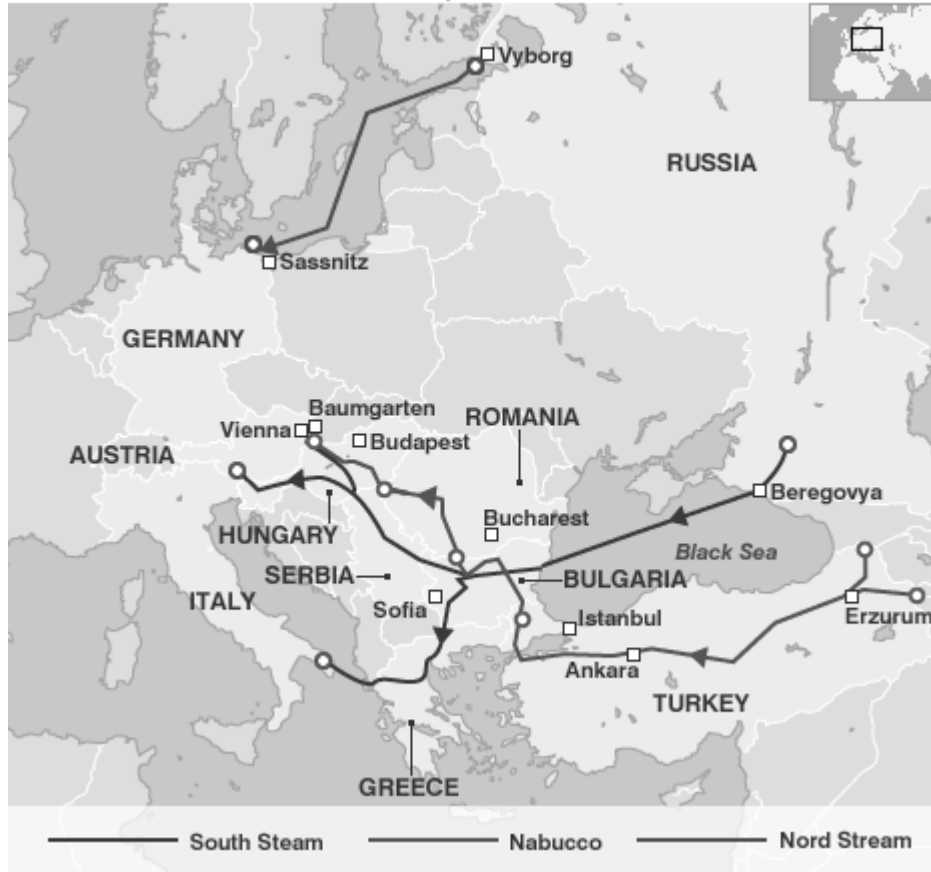 Vyborg
RUSSIA
Sassnitz
GERMANY
Baumgarten
Vienna
Budapest
ROMANIA
AUSTRIA
Beregovya
HUNGARY
Bucharest
Black Sea
SERBIA
BULGARIA
ITALY
Sofia
Istanbul
Erzurum
Ankara
TURKEY
GREECE
South Steam Nabucco Nord Stream